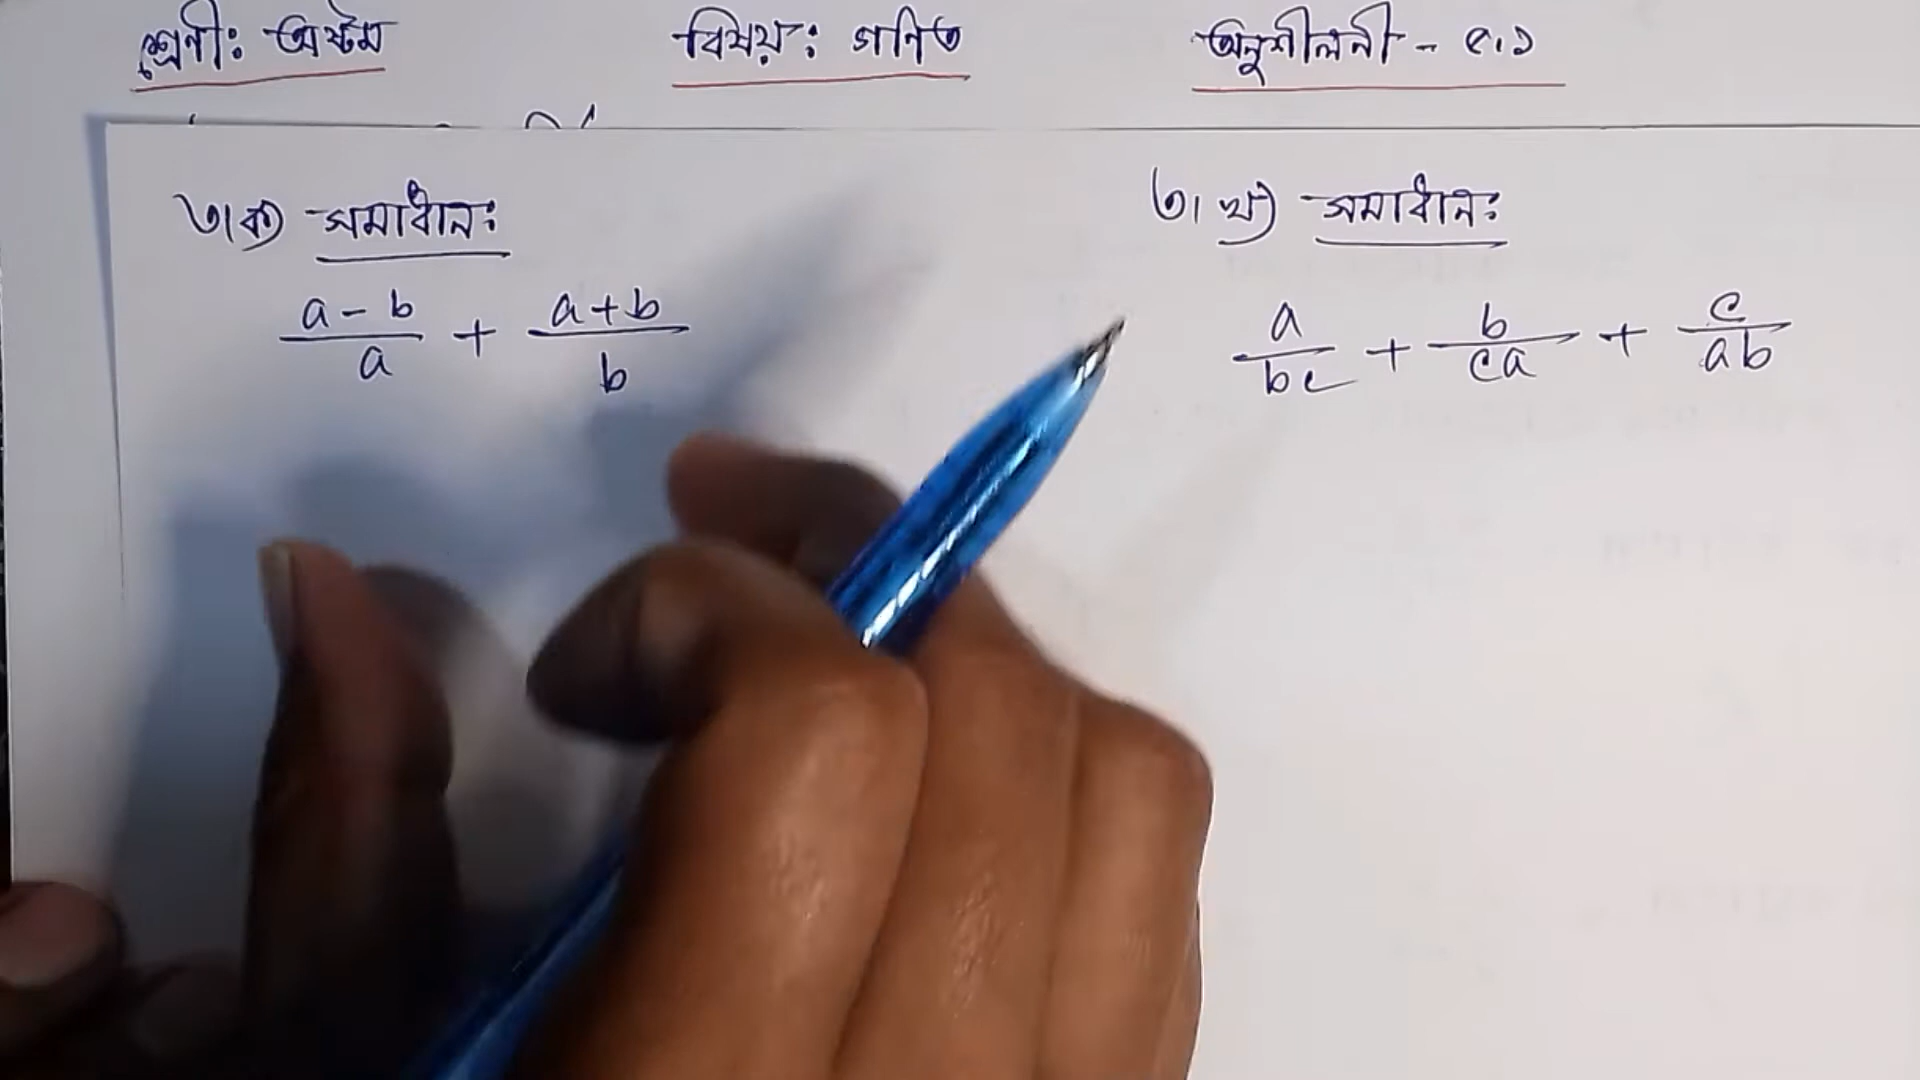 শ্রেণী: অষ্টম বিষয়: গণিত অনুশীলনী - ৫.১
৩।ক) সমাধান:
a - b / a + a + b / b
৩। খ) সমাধান:
a / bc + b / ca + c / ab